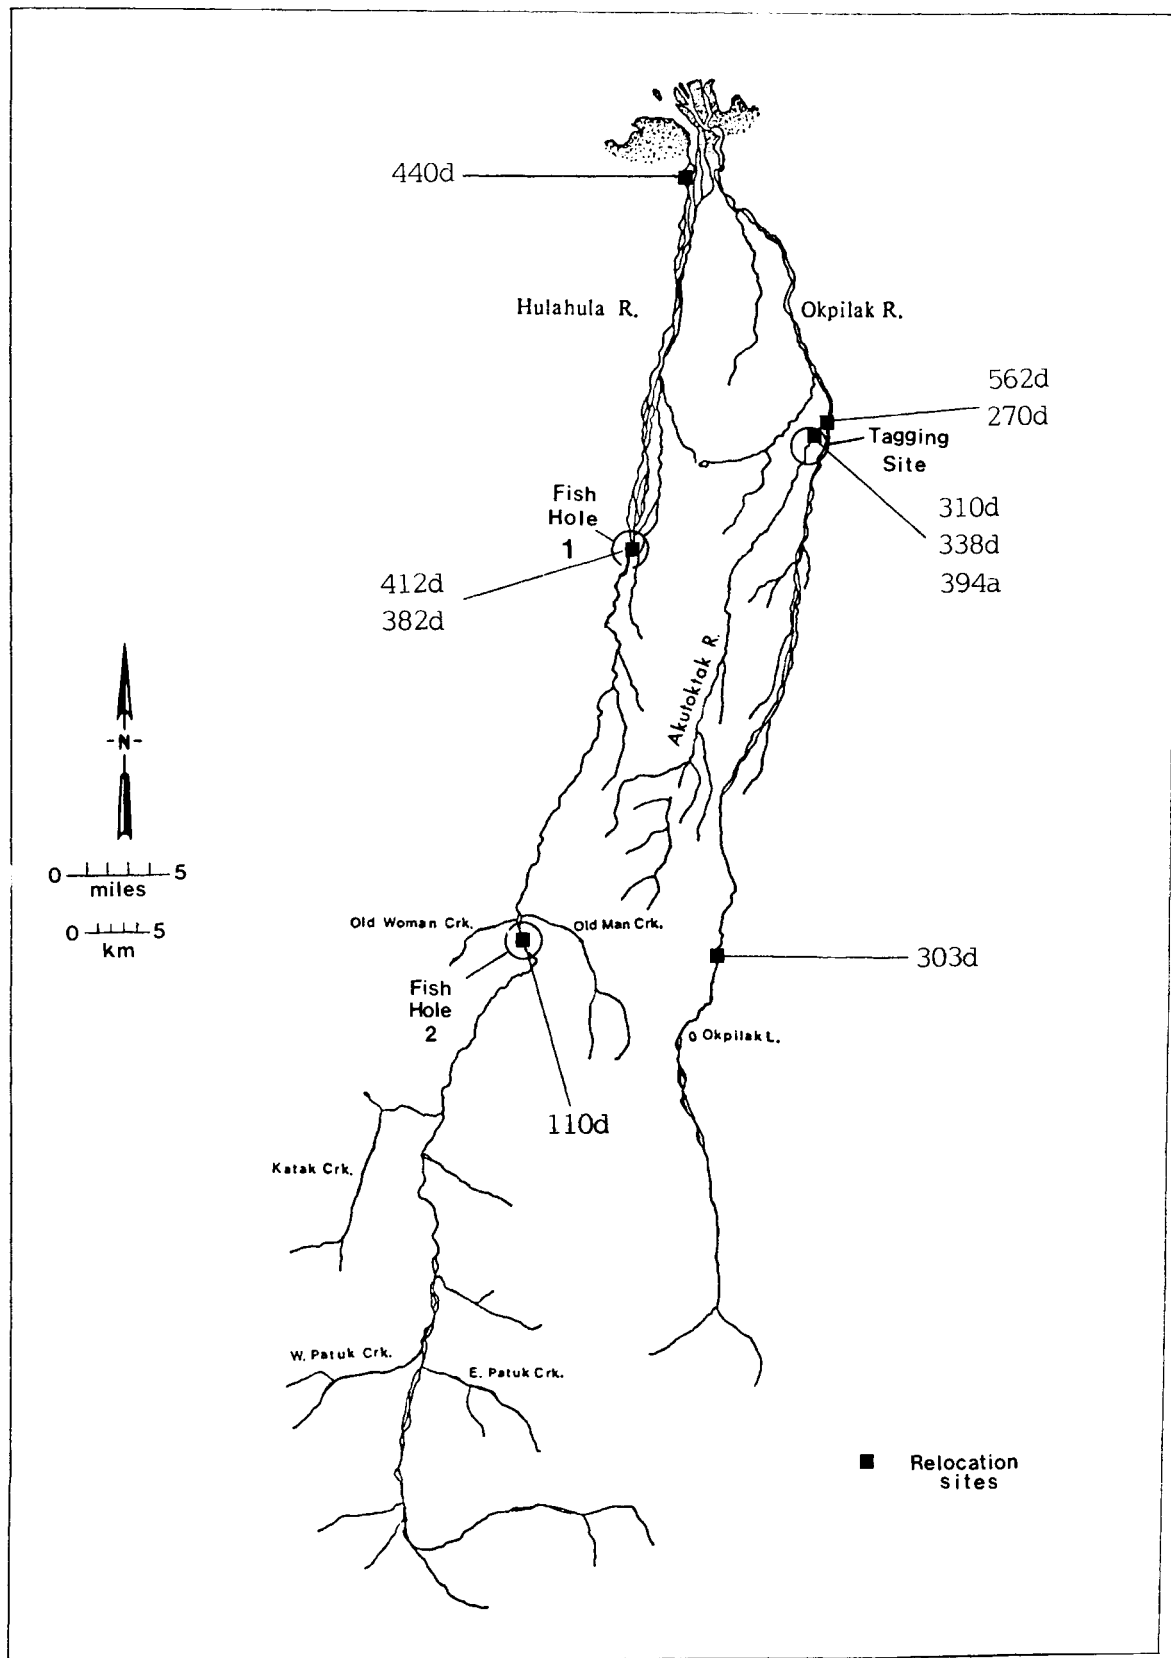 440d
Hulahula R.
Okpilak R.
562d
270d
Tagging
Site
Fish
Hole
1
310d
338d
394a
412d
382d
Akutoktak R.
-N-
0 5
miles
0 5
km
Old Woman Crk.
Old Man Crk.
Fish
Hole
2
303d
Okpilak L.
110d
Katak Crk.
W. Patuk Crk.
E. Patuk Crk.
Relocation
sites